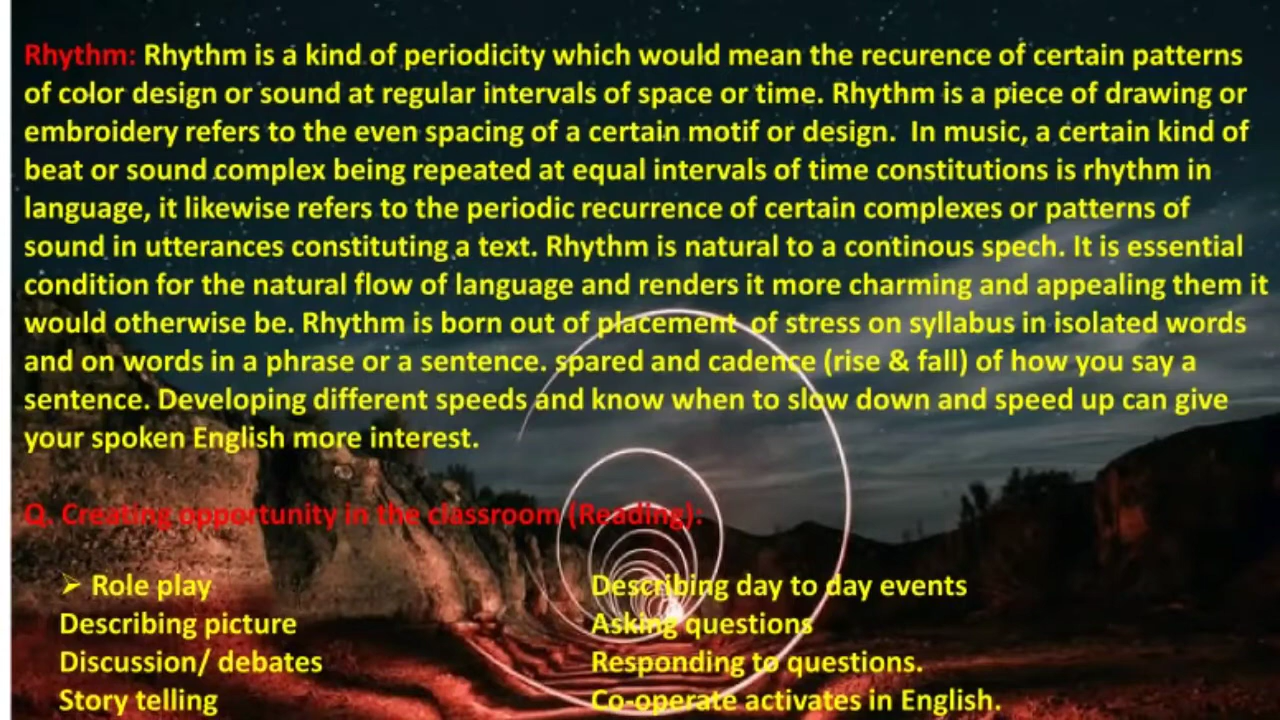 Rhythm: Rhythm is a kind of periodicity which would mean the recurence of certain patterns
of color design or sound at regular intervals of space or time. Rhythm is a piece of drawing or
embroidery refers to the even spacing of a certain motif or design.  In music, a certain kind of
beat or sound complex being repeated at equal intervals of time constitutions is rhythm in
language, it likewise refers to the periodic recurrence of certain complexes or patterns of
sound in utterances constituting a text. Rhythm is natural to a continous spech. It is essential
condition for the natural flow of language and renders it more charming and appealing them it
would otherwise be. Rhythm is born out of placement  of stress on syllabus in isolated words
and on words in a phrase or a sentence. spared and cadence (rise & fall) of how you say a
sentence. Developing different speeds and know when to slow down and speed up can give
your spoken English more interest.
Q. Creating opportunity in the classroom (Reading):
➢ Role play
Describing picture
Discussion/ debates
Story telling
Describing day to day events
Asking questions
Responding to questions.
Co-operate activates in English.